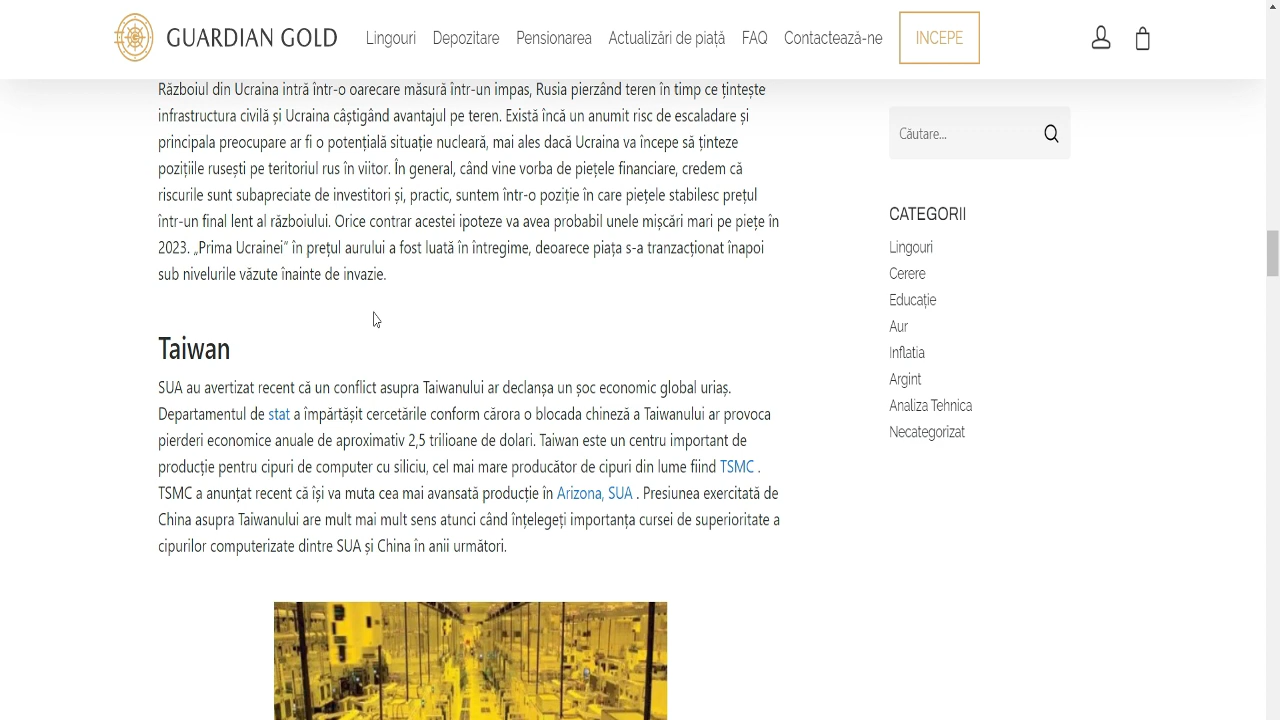 GUARDIAN GOLD
Lingouri Depozitare Pensionarea Actualizări de piață FAQ Contactează-ne INCEPE
Războiul din Ucraina intră într-o oarecare măsură într-un impas, Rusia pierzând teren în timp ce țintește
infrastructura civilă și Ucraina câștigând avantajul pe teren. Există încă un anumit risc de escaladare și
principala preocupare ar fi o potențială situație nucleară, mai ales dacă Ucraina va începe să ținteze
pozițiile rusești pe teritoriul rus în viitor. În general, când vine vorba de piețele financiare, credem că
riscurile sunt subapreciate de investitori și, practic, suntem într-o poziție în care piețele stabilesc prețul
într-un final lent al războiului. Orice contrar acestei ipoteze va avea probabil unele mișcări mari pe piețe în
2023. „Prima Ucrainei” în prețul aurului a fost luată în întregime, deoarece piața s-a tranzacționat înapoi
sub nivelurile văzute înainte de invazie.
Taiwan
SUA au avertizat recent că un conflict asupra Taiwanului ar declanșa un șoc economic global uriaș.
Departamentul de stat a împărtășit cercetările conform cărora o blocada chineză a Taiwanului ar provoca
pierderi economice anuale de aproximativ 2,5 trilioane de dolari. Taiwan este un centru important de
producție pentru cipuri de computer cu siliciu, cel mai mare producător de cipuri din lume fiind TSMC .
TSMC a anunțat recent că își va muta cea mai avansată producție în Arizona, SUA . Presiunea exercitată de
China asupra Taiwanului are mult mai mult sens atunci când înțelegeți importanța cursei de superioritate a
cipurilor computerizate dintre SUA și China în anii următori.
Căutare...
CATEGORII
Lingouri
Cerere
Educație
Aur
Inflatia
Argint
Analiza Tehnica
Necategorizat